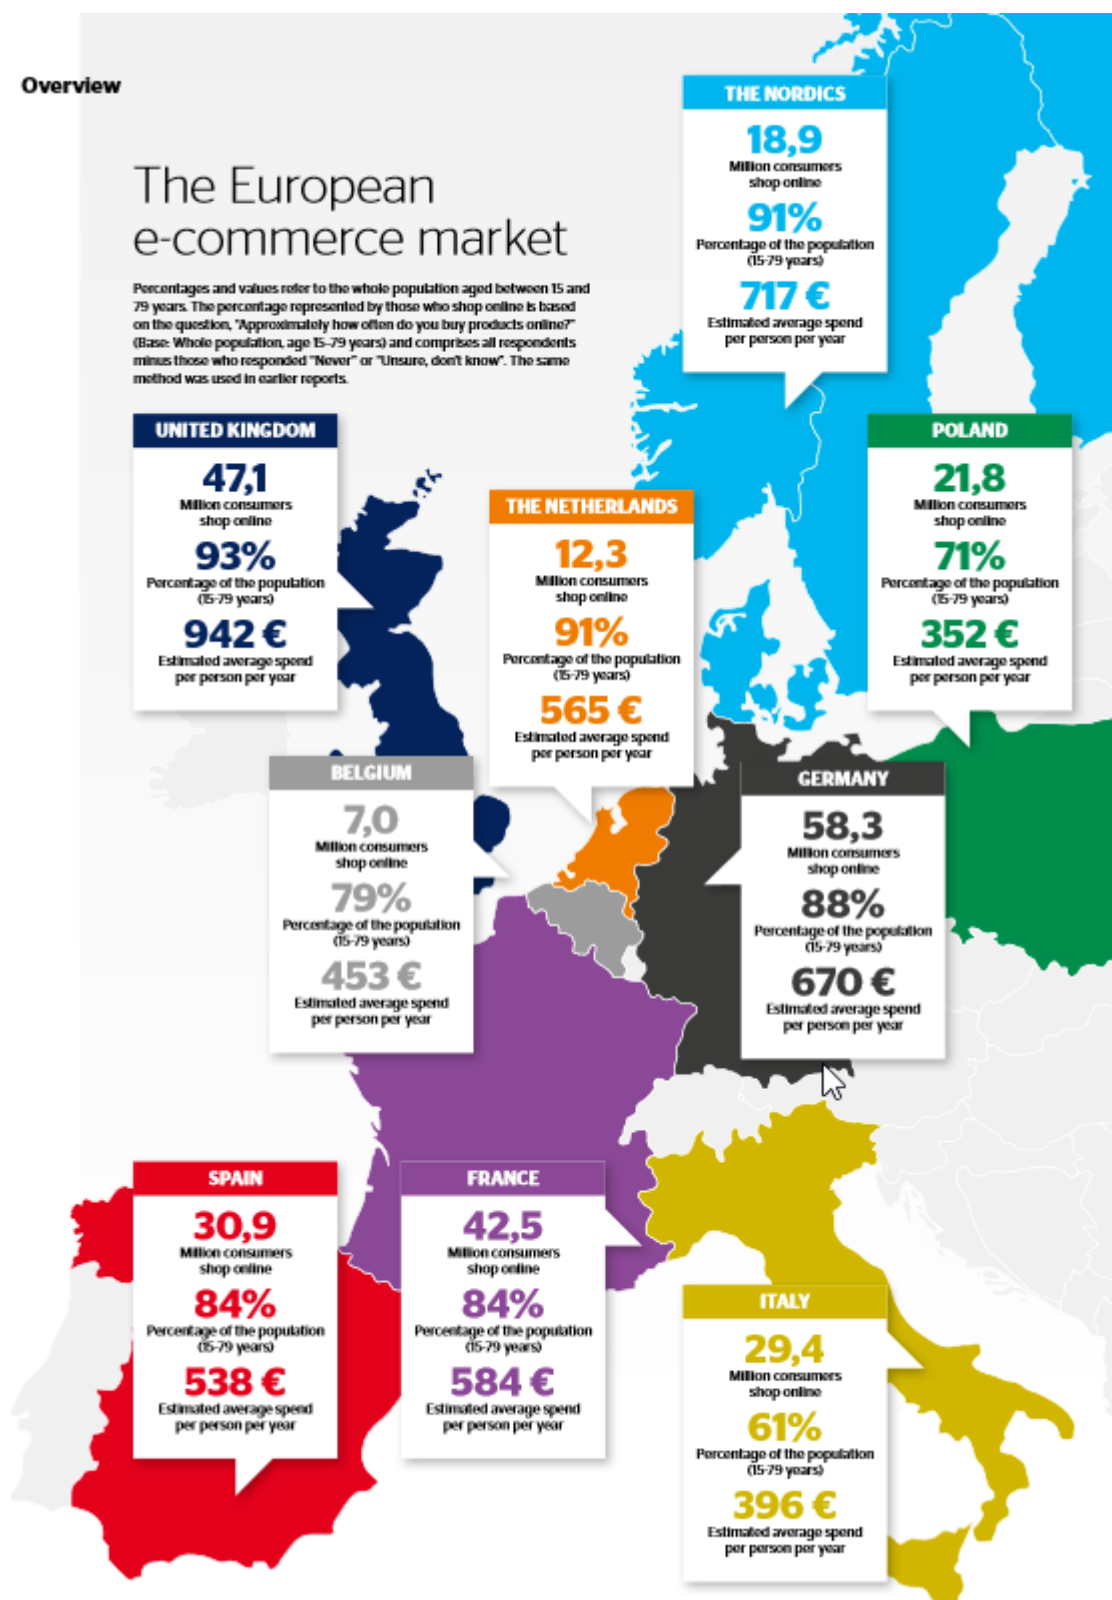 Overview
The European
e-commerce market
Percentages and values refer to the whole population aged between 15 and
79 years. The percentage represented by those who shop online is based
on the question, "Approximately how often do you buy products online?"
(Base: Whole population, age 15-79 years) and comprises all respondents
minus those who responded "Never" or "Unsure, don't know". The same
method was used in earlier reports.
THE NORDICS
18,9
Million consumers
shop online
91%
Percentage of the population
(15-79 years)
717 €
Estimated average spend
per person per year
UNITED KINGDOM
47,1
Million consumers
shop online
93%
Percentage of the population
(15-79 years)
942 €
Estimated average spend
per person per year
THE NETHERLANDS
12,3
Million consumers
shop online
91%
Percentage of the population
(15-79 years)
565 €
Estimated average spend
per person per year
POLAND
21,8
Million consumers
shop online
71%
Percentage of the population
(15-79 years)
352 €
Estimated average spend
per person per year
BELGIUM
7,0
Million consumers
shop online
79%
Percentage of the population
(15-79 years)
453 €
Estimated average spend
per person per year
GERMANY
58,3
Million consumers
shop online
88%
Percentage of the population
(15-79 years)
670 €
Estimated average spend
per person per year
SPAIN
30,9
Million consumers
shop online
84%
Percentage of the population
(15-79 years)
538 €
Estimated average spend
per person per year
FRANCE
42,5
Million consumers
shop online
84%
Percentage of the population
(15-79 years)
584 €
Estimated average spend
per person per year
ITALY
29,4
Million consumers
shop online
61%
Percentage of the population
(15-79 years)
396 €
Estimated average spend
per person per year